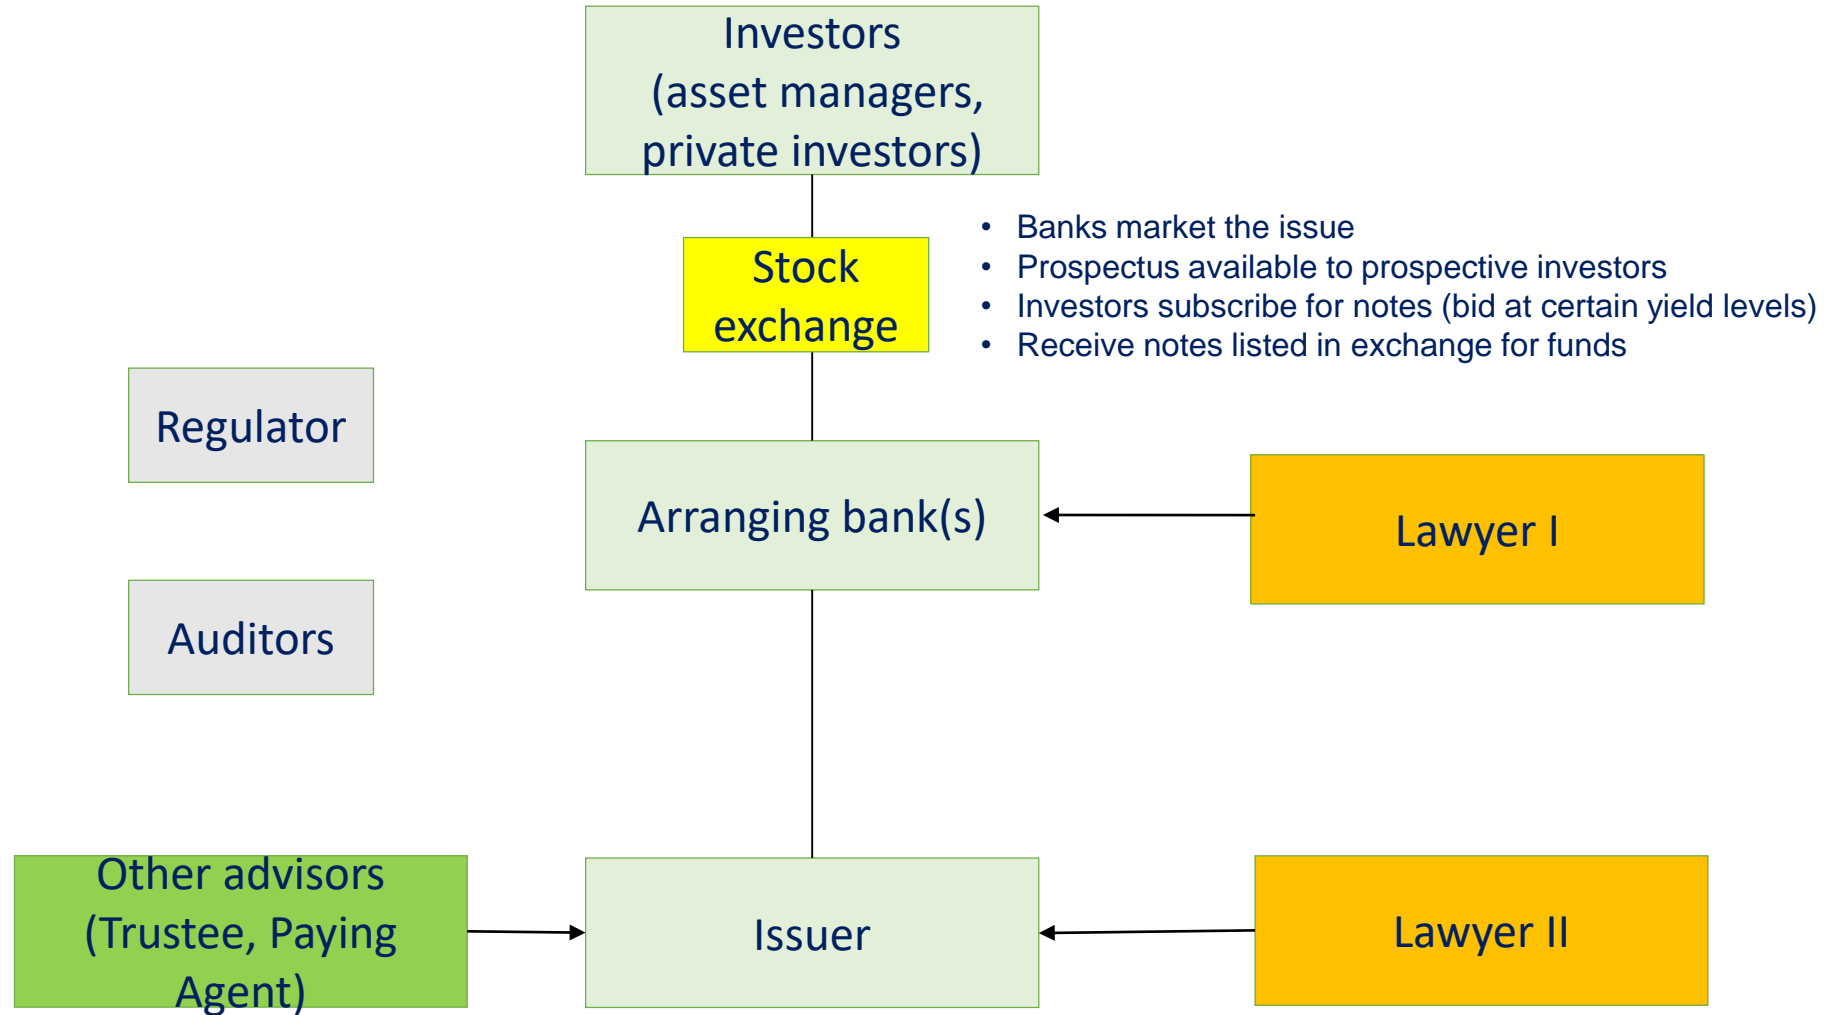 Investors
(asset managers,
private investors)
Stock
exchange
• Banks market the issue
• Prospectus available to prospective investors
• Investors subscribe for notes (bid at certain yield levels)
• Receive notes listed in exchange for funds
Regulator
Arranging bank(s)
Lawyer I
Auditors
Other advisors
(Trustee, Paying
Agent)
Issuer
Lawyer II